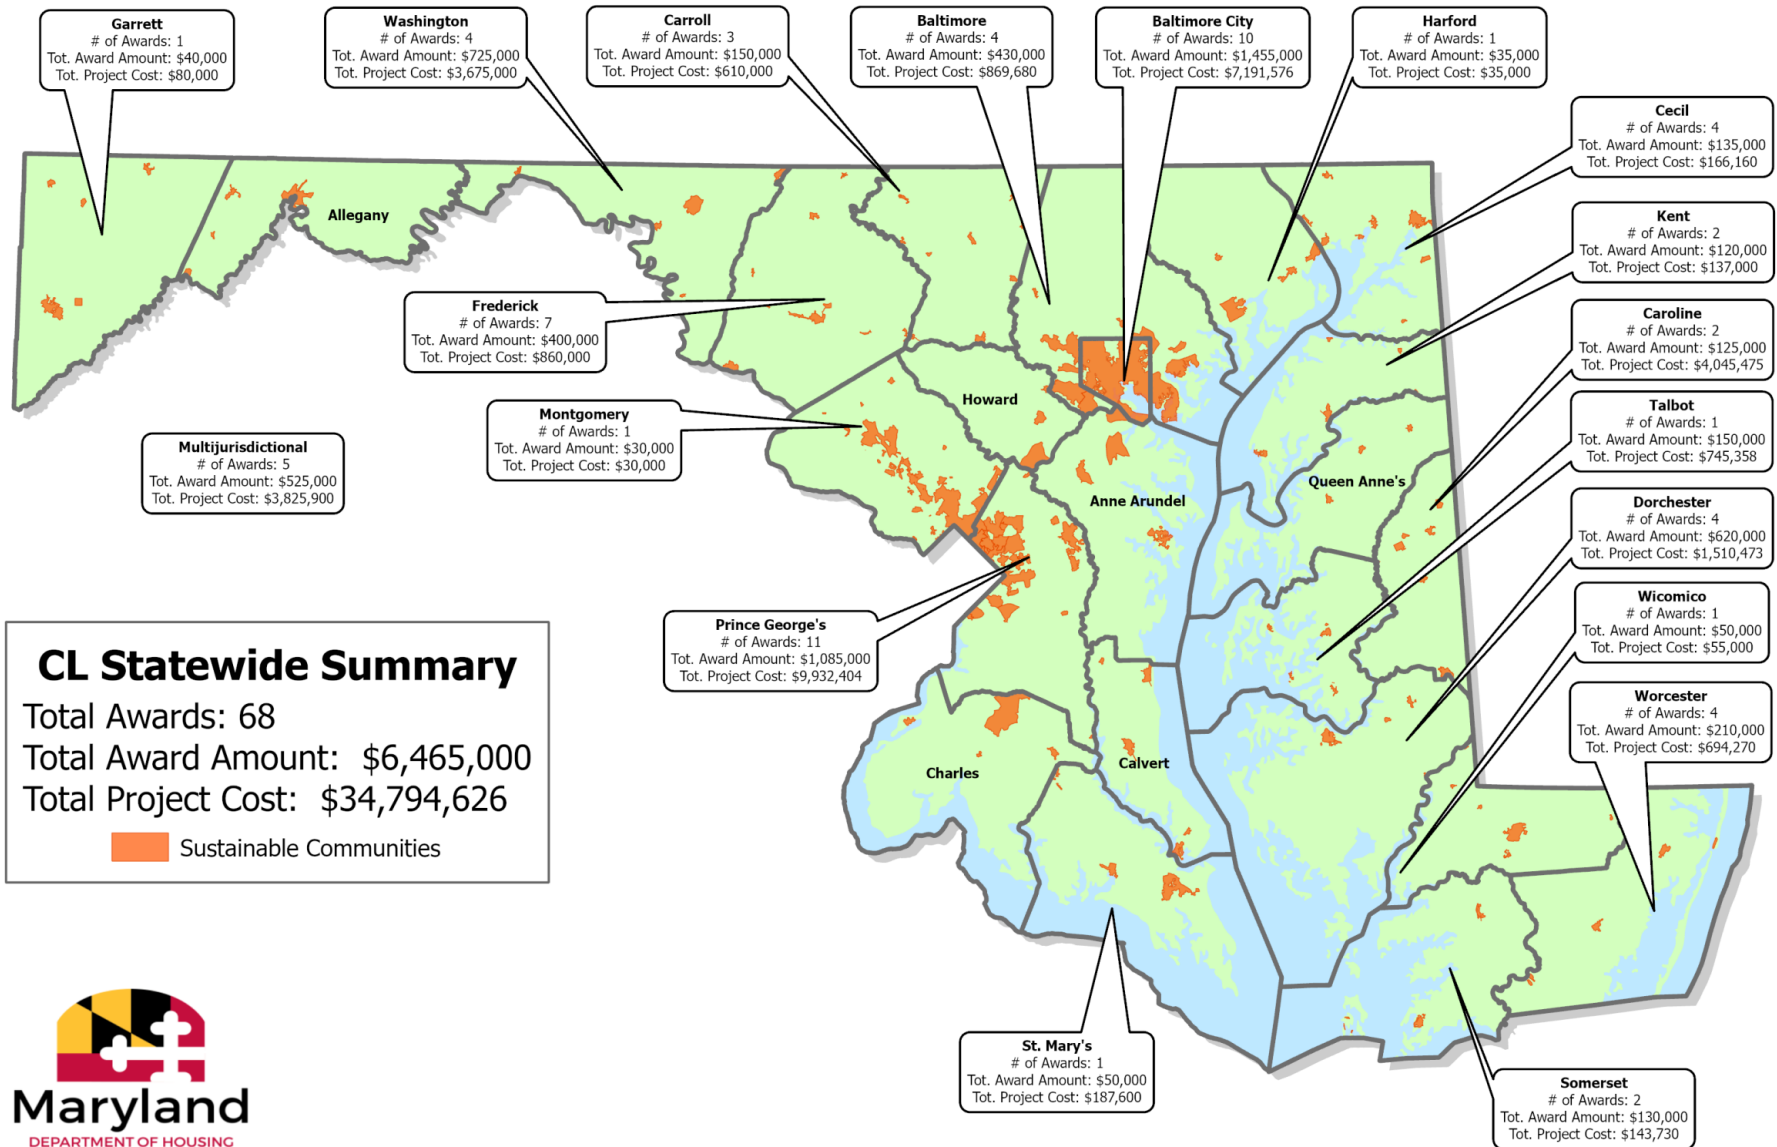 Garrett
# of Awards: 1
Tot. Award Amount: $40,000
Tot. Project Cost: $80,000
Washington
# of Awards: 4
Tot. Award Amount: $725,000
Tot. Project Cost: $3,675,000
Carroll
# of Awards: 3
Tot. Award Amount: $150,000
Tot. Project Cost: $610,000
Baltimore
# of Awards: 4
Tot. Award Amount: $430,000
Tot. Project Cost: $869,680
Baltimore City
# of Awards: 10
Tot. Award Amount: $1,455,000
Tot. Project Cost: $7,191,576
Harford
# of Awards: 1
Tot. Award Amount: $35,000
Tot. Project Cost: $35,000
Cecil
# of Awards: 4
Tot. Award Amount: $135,000
Tot. Project Cost: $166,160
Kent
# of Awards: 2
Tot. Award Amount: $120,000
Tot. Project Cost: $137,000
Allegany
Frederick
# of Awards: 7
Tot. Award Amount: $400,000
Tot. Project Cost: $860,000
Caroline
# of Awards: 2
Tot. Award Amount: $125,000
Tot. Project Cost: $4,045,475
Howard
Montgomery
# of Awards: 1
Tot. Award Amount: $30,000
Tot. Project Cost: $30,000
Talbot
# of Awards: 1
Tot. Award Amount: $150,000
Tot. Project Cost: $745,358
Multijurisdictional
# of Awards: 5
Tot. Award Amount: $525,000
Tot. Project Cost: $3,825,900
Queen Anne's
Anne Arundel
Dorchester
# of Awards: 4
Tot. Award Amount: $620,000
Tot. Project Cost: $1,510,473
Wicomico
# of Awards: 1
Tot. Award Amount: $50,000
Tot. Project Cost: $55,000
Prince George's
# of Awards: 11
Tot. Award Amount: $1,085,000
Tot. Project Cost: $9,932,404
CL Statewide Summary
Total Awards: 68
Total Award Amount: $6,465,000
Total Project Cost: $34,794,626
Sustainable Communities
Worcester
# of Awards: 4
Tot. Award Amount: $210,000
Tot. Project Cost: $694,270
Charles
Calvert
St. Mary's
# of Awards: 1
Tot. Award Amount: $50,000
Tot. Project Cost: $187,600
Somerset
# of Awards: 2
Tot. Award Amount: $130,000
Tot. Project Cost: $143,730
Maryland
DEPARTMENT OF HOUSING